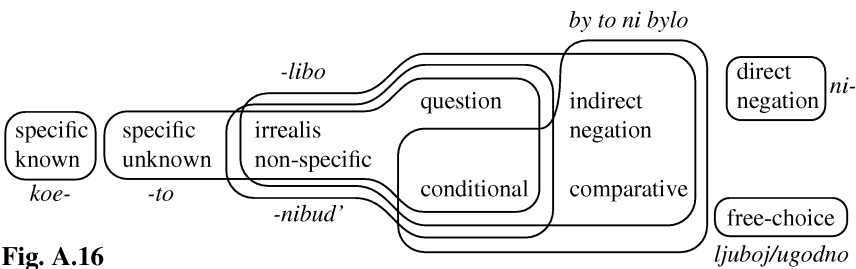 by to ni bylo
-libo
direct
negation
ni-
question
indirect
negation
specific
known
specific
unknown
irrealis
non-specific
koe-
-to
-nibud’
conditional
comparative
free-choice
ljuboj/ugodno
Fig. A.16